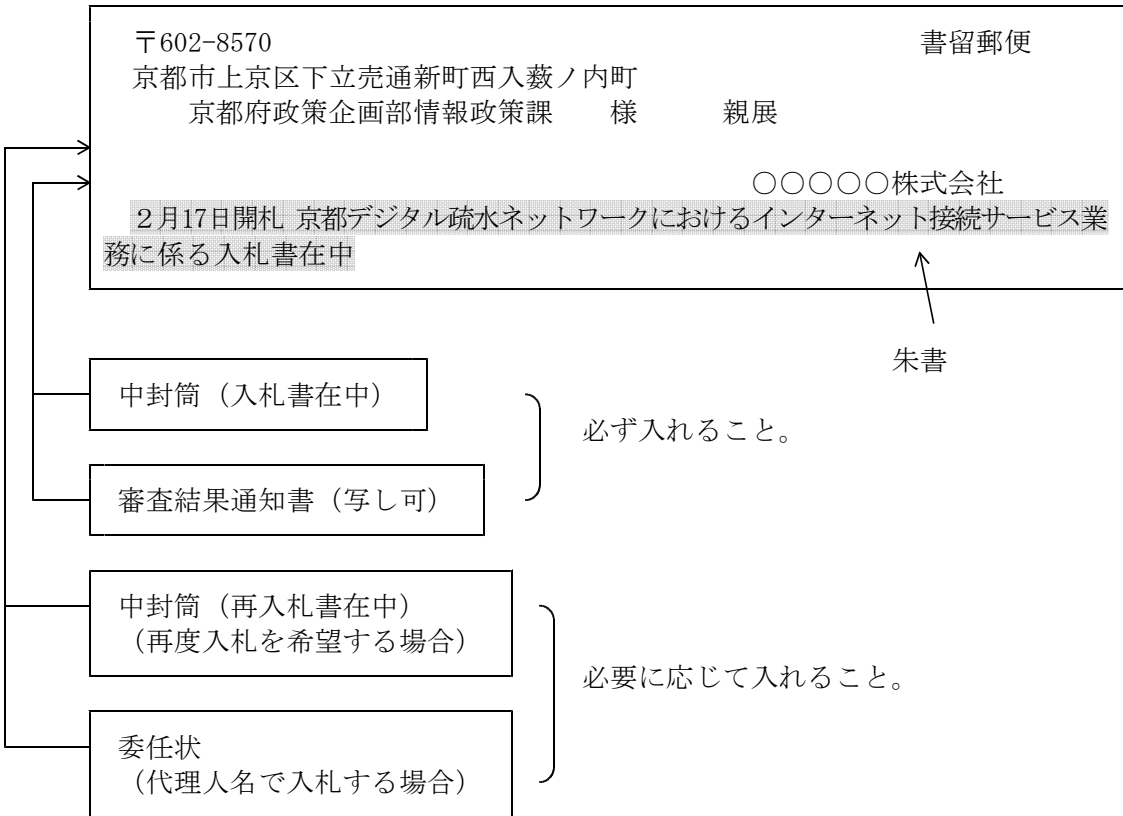 〒602-8570 書留郵便
京都市上京区下立売通新町西入薮ノ内町
京都府政策企画部情報政策課 様 親展
○○○○○株式会社
２月17日開札 京都デジタル疏水ネットワークにおけるインターネット接続サービス業
務に係る入札書在中
朱書
中封筒（入札書在中）
必ず入れること。
審査結果通知書（写し可）
中封筒（再入札書在中）
（再度入札を希望する場合）
必要に応じて入れること。
委任状
（代理人名で入札する場合）